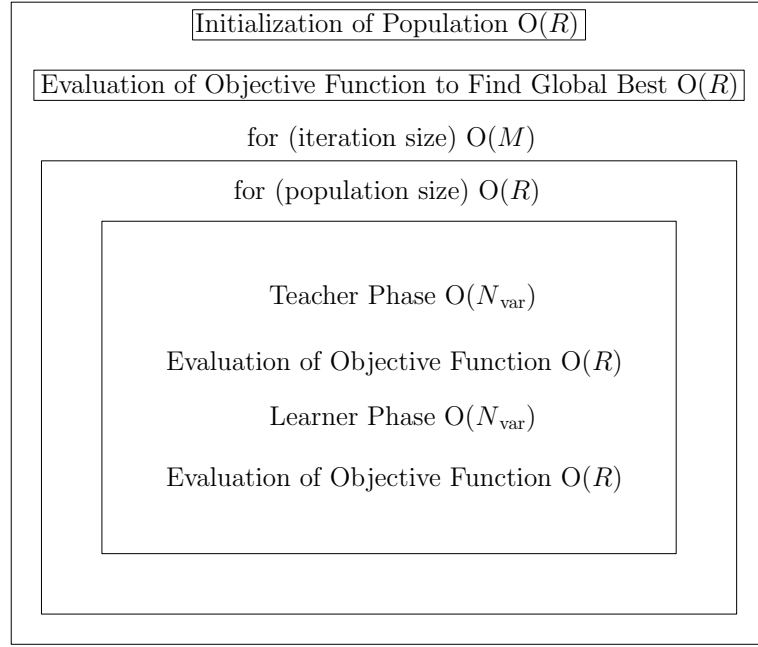 Initialization of Population O(R)
Evaluation of Objective Function to Find Global Best O(R)
for (iteration size) O(M)
for (population size) O(R)
Teacher Phase O(N_var)
Evaluation of Objective Function O(R)
Learner Phase O(N_var)
Evaluation of Objective Function O(R)